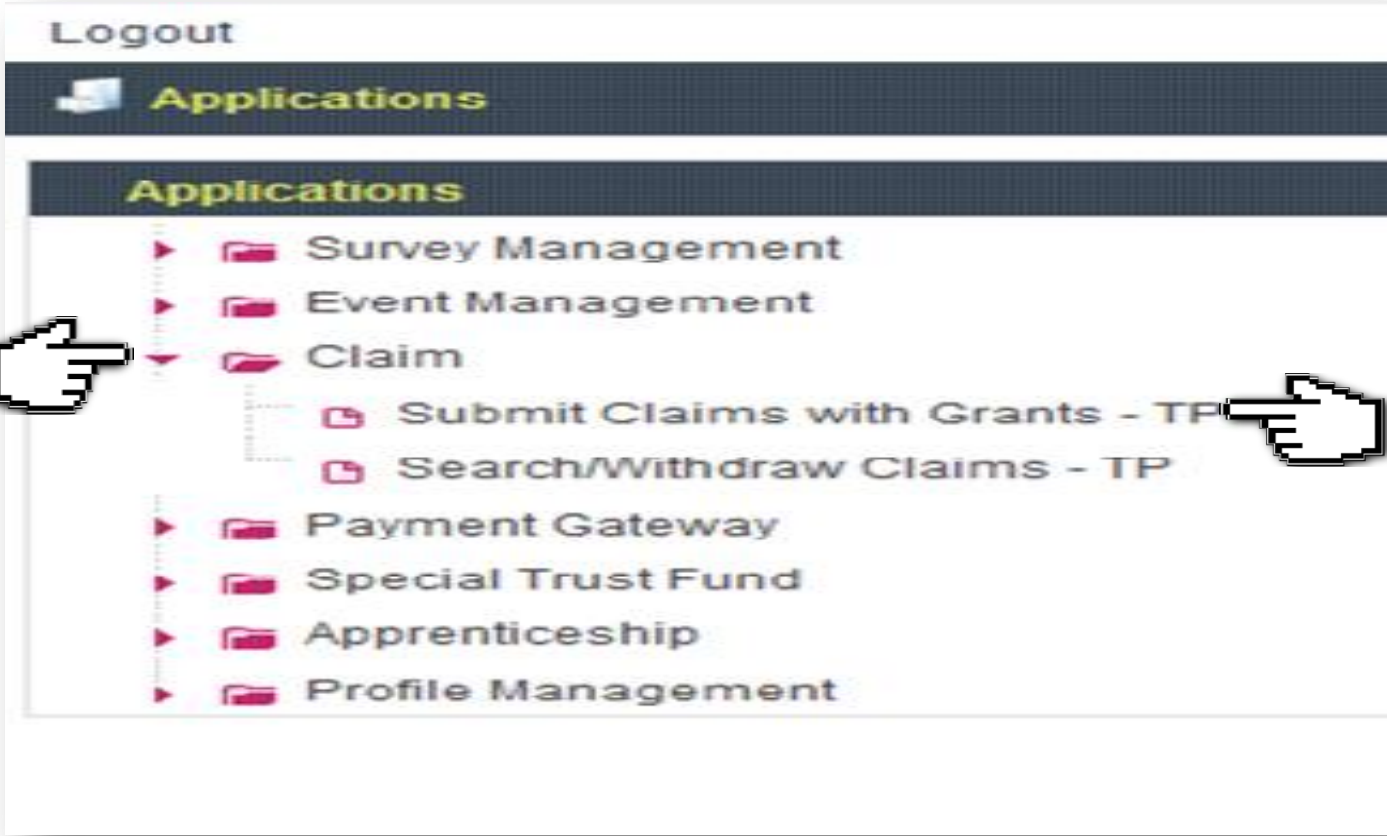 Logout
Applications
Applications
Survey Management
Event Management
Claim
Submit Claims with Grants - TP
Search/Withdraw Claims - TP
Payment Gateway
Special Trust Fund
Apprenticeship
Profile Management